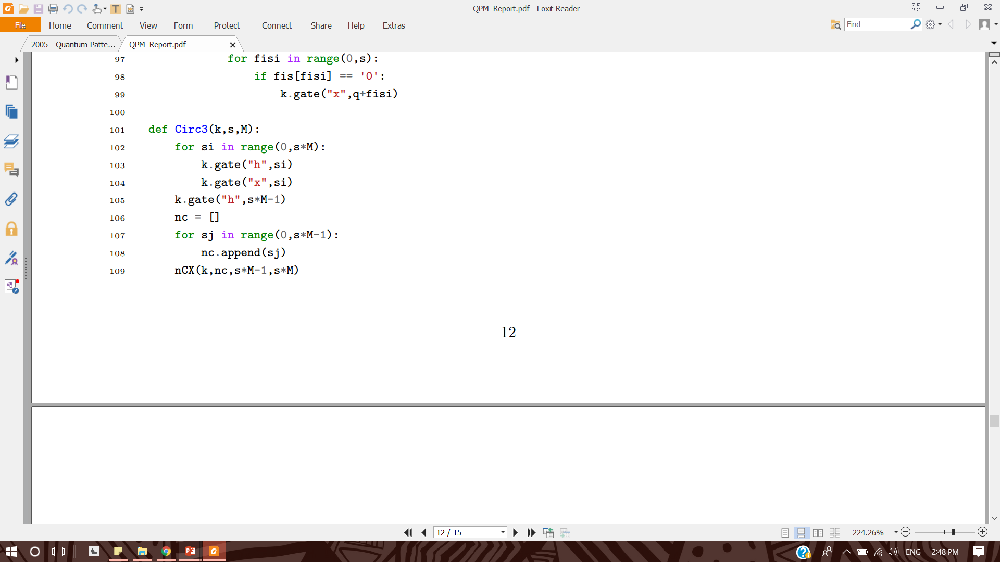 QPM_Report.pdf - Foxit Reader
File Home Comment View Form Protect Connect Share Help Extras
Find
2005 - Quantum Patte... QPM_Report.pdf
97 for fisi in range(0,s):
98 if fis[fisi] == '0':
99 k.gate("x",q+fisi)
100
101 def Circ3(k,s,M):
102 for si in range(0,s*M):
103 k.gate("h",si)
104 k.gate("x",si)
105 k.gate("h",s*M-1)
106 nc = []
107 for sj in range(0,s*M-1):
108 nc.append(sj)
109 nCX(k,nc,s*M-1,s*M)
12
12 / 15
224.26%
ENG 2:48 PM